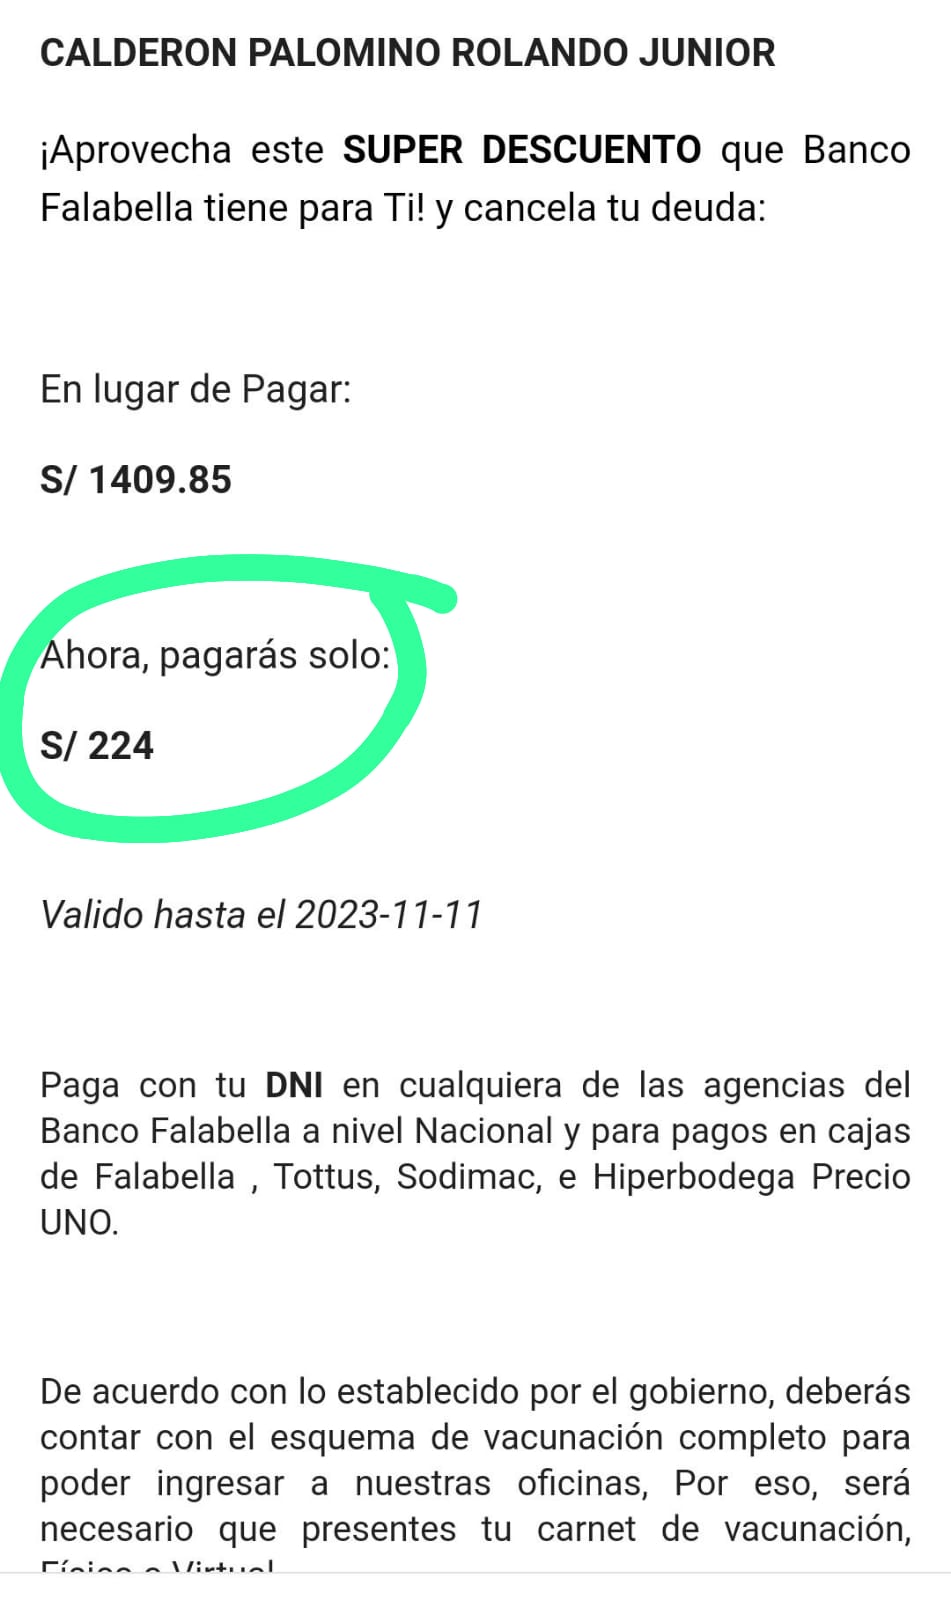 CALDERON PALOMINO ROLANDO JUNIOR
¡Aprovecha este SUPER DESCUENTO que Banco
Falabella tiene para Ti! y cancela tu deuda:
En lugar de Pagar:
S/ 1409.85
Ahora, pagarás solo:
S/ 224
Valido hasta el 2023-11-11
Paga con tu DNI en cualquiera de las agencias del
Banco Falabella a nivel Nacional y para pagos en cajas
de Falabella , Tottus, Sodimac, e Hiperbodega Precio
UNO.
De acuerdo con lo establecido por el gobierno, deberás
contar con el esquema de vacunación completo para
poder ingresar a nuestras oficinas, Por eso, será
necesario que presentes tu carnet de vacunación,
Físico o Virtual